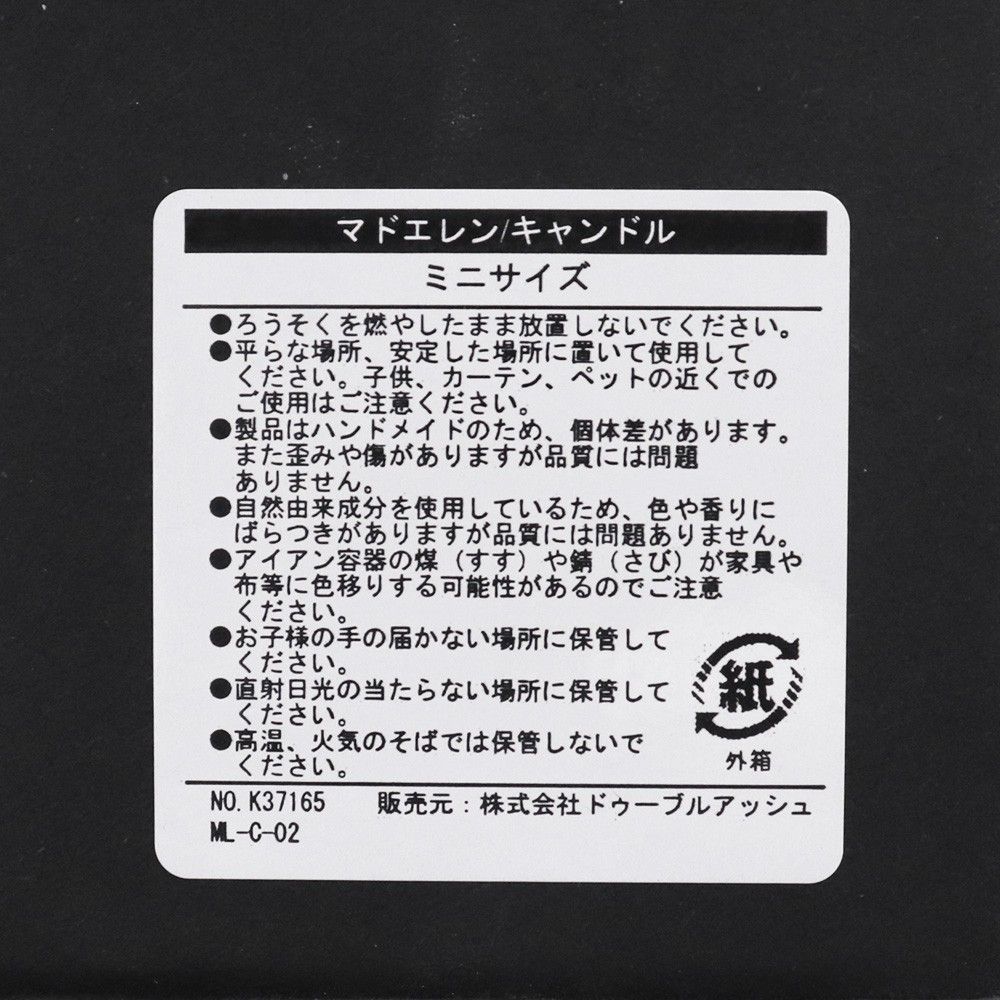 マドエレン/キャンドル
ミニサイズ
●ろうそくを燃やしたまま放置しないでください。
●平らな場所、安定した場所に置いて使用して
ください。子供、カーテン、ペットの近くでの
ご使用はご注意ください。
●製品はハンドメイドのため、個体差があります。
また歪みや傷がありますが品質には問題
ありません。
●自然由来成分を使用しているため、色や香りに
ばらつきがありますが品質には問題ありません。
●アイアン容器の煤（すす）や錆（さび）が家具や
布等に色移りする可能性があるのでご注意
ください。
●お子様の手の届かない場所に保管して
ください。
●直射日光の当たらない場所に保管して
ください。
●高温、火気のそばでは保管しないで
ください。
紙
外箱
NO.K37165 販売元：株式会社ドゥーブルアッシュ
ML-C-02